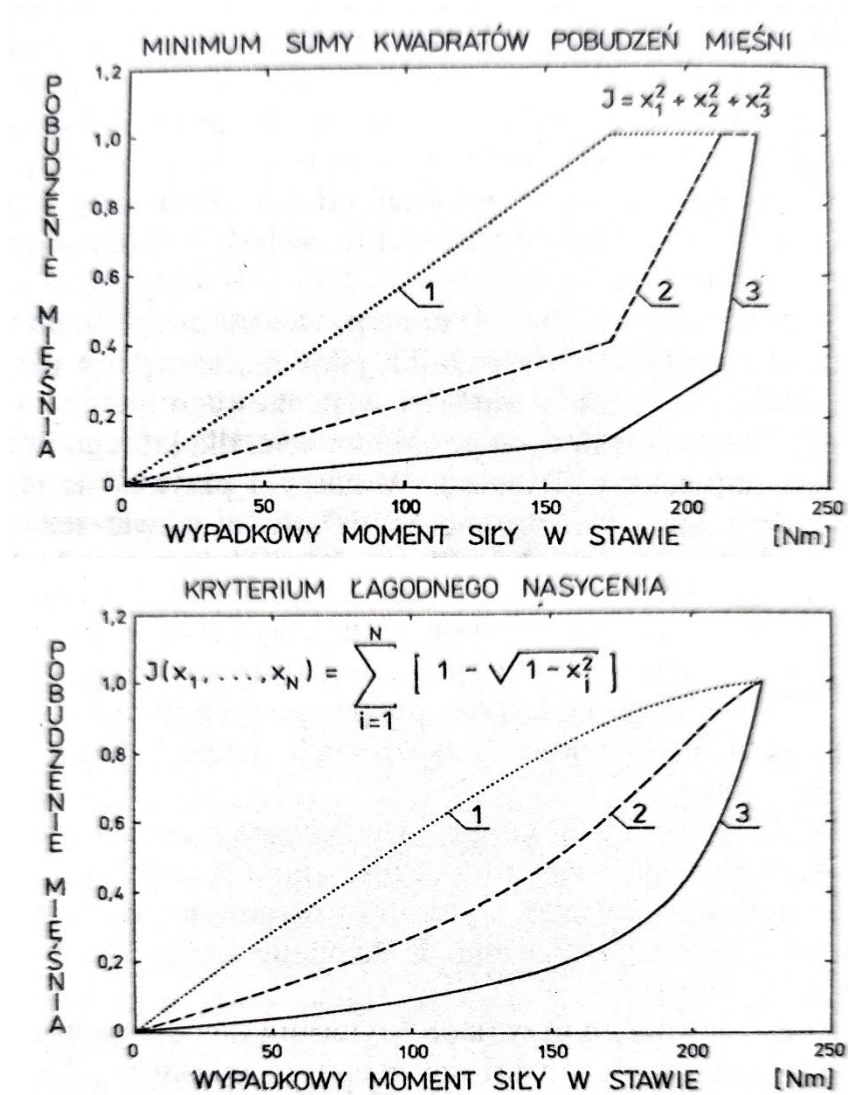 MINIMUM SUMY KWADRATÓW POBUDZEŃ MIĘŚNI
POBUDZENIE MIĘŚNIA
1,2
1,0
0,8
0,6
0,4
0,2
0
J = x₁² + x₂² + x₃²
1
2
3
0 50 100 150 200 250
WYPADKOWY MOMENT SIŁY W STAWIE [Nm]
KRYTERIUM ŁAGODNEGO NASYCENIA
POBUDZENIE MIĘŚNIA
1,2
1,0
0,8
0,6
0,4
0,2
0
J(x₁, . . . , x_N) = ∑_{i=1}^{N} [ 1 - √(1 - x_i²) ]
1
2
3
0 50 100 150 200 250
WYPADKOWY MOMENT SIŁY W STAWIE [Nm]